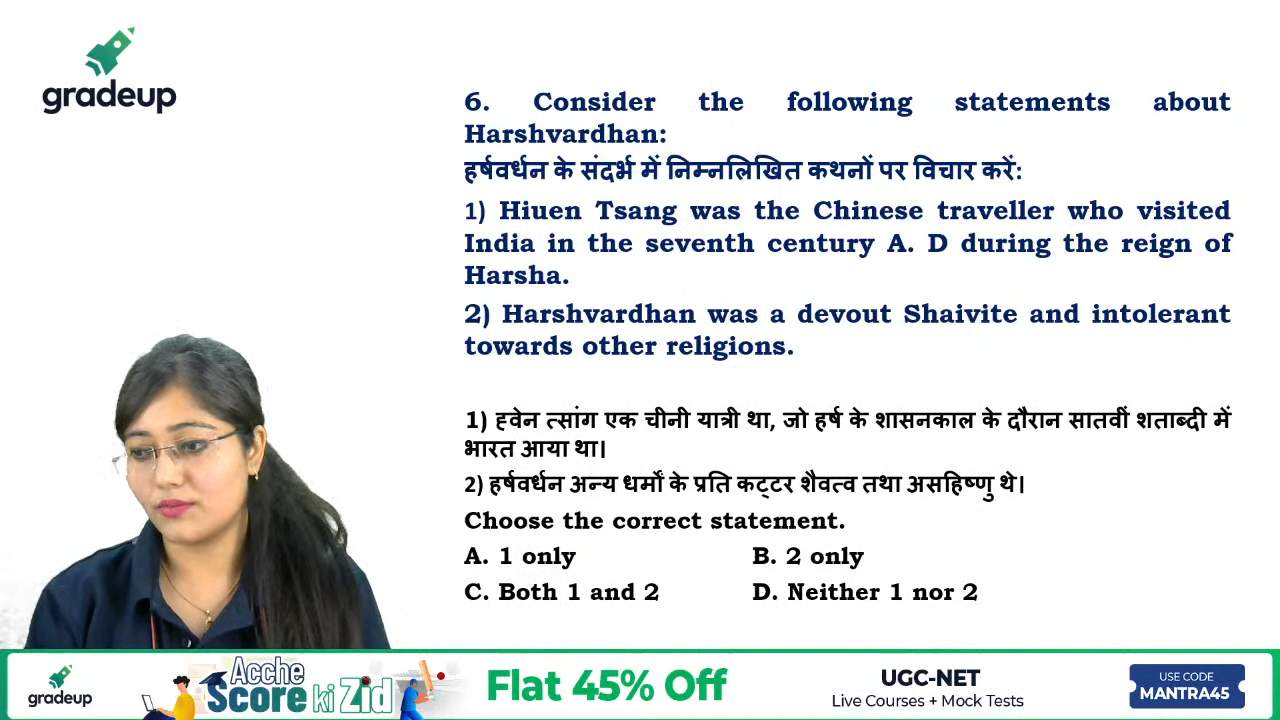 gradeup
6. Consider the following statements about
Harshvardhan:
हर्षवर्धन के संदर्भ में निम्नलिखित कथनों पर विचार करें:
1) Hiuen Tsang was the Chinese traveller who visited
India in the seventh century A. D during the reign of
Harsha.
2) Harshvardhan was a devout Shaivite and intolerant
towards other religions.
1) ह्वेन त्सांग एक चीनी यात्री था, जो हर्ष के शासनकाल के दौरान सातवीं शताब्दी में
भारत आया था।
2) हर्षवर्धन अन्य धर्मों के प्रति कट्टर शैवत्व तथा असहिष्णु थे।
Choose the correct statement.
A. 1 only B. 2 only
C. Both 1 and 2 D. Neither 1 nor 2
gradeup
Acche
Score ki Zid
Flat 45% Off
UGC-NET
Live Courses + Mock Tests
USE CODE
MANTRA45